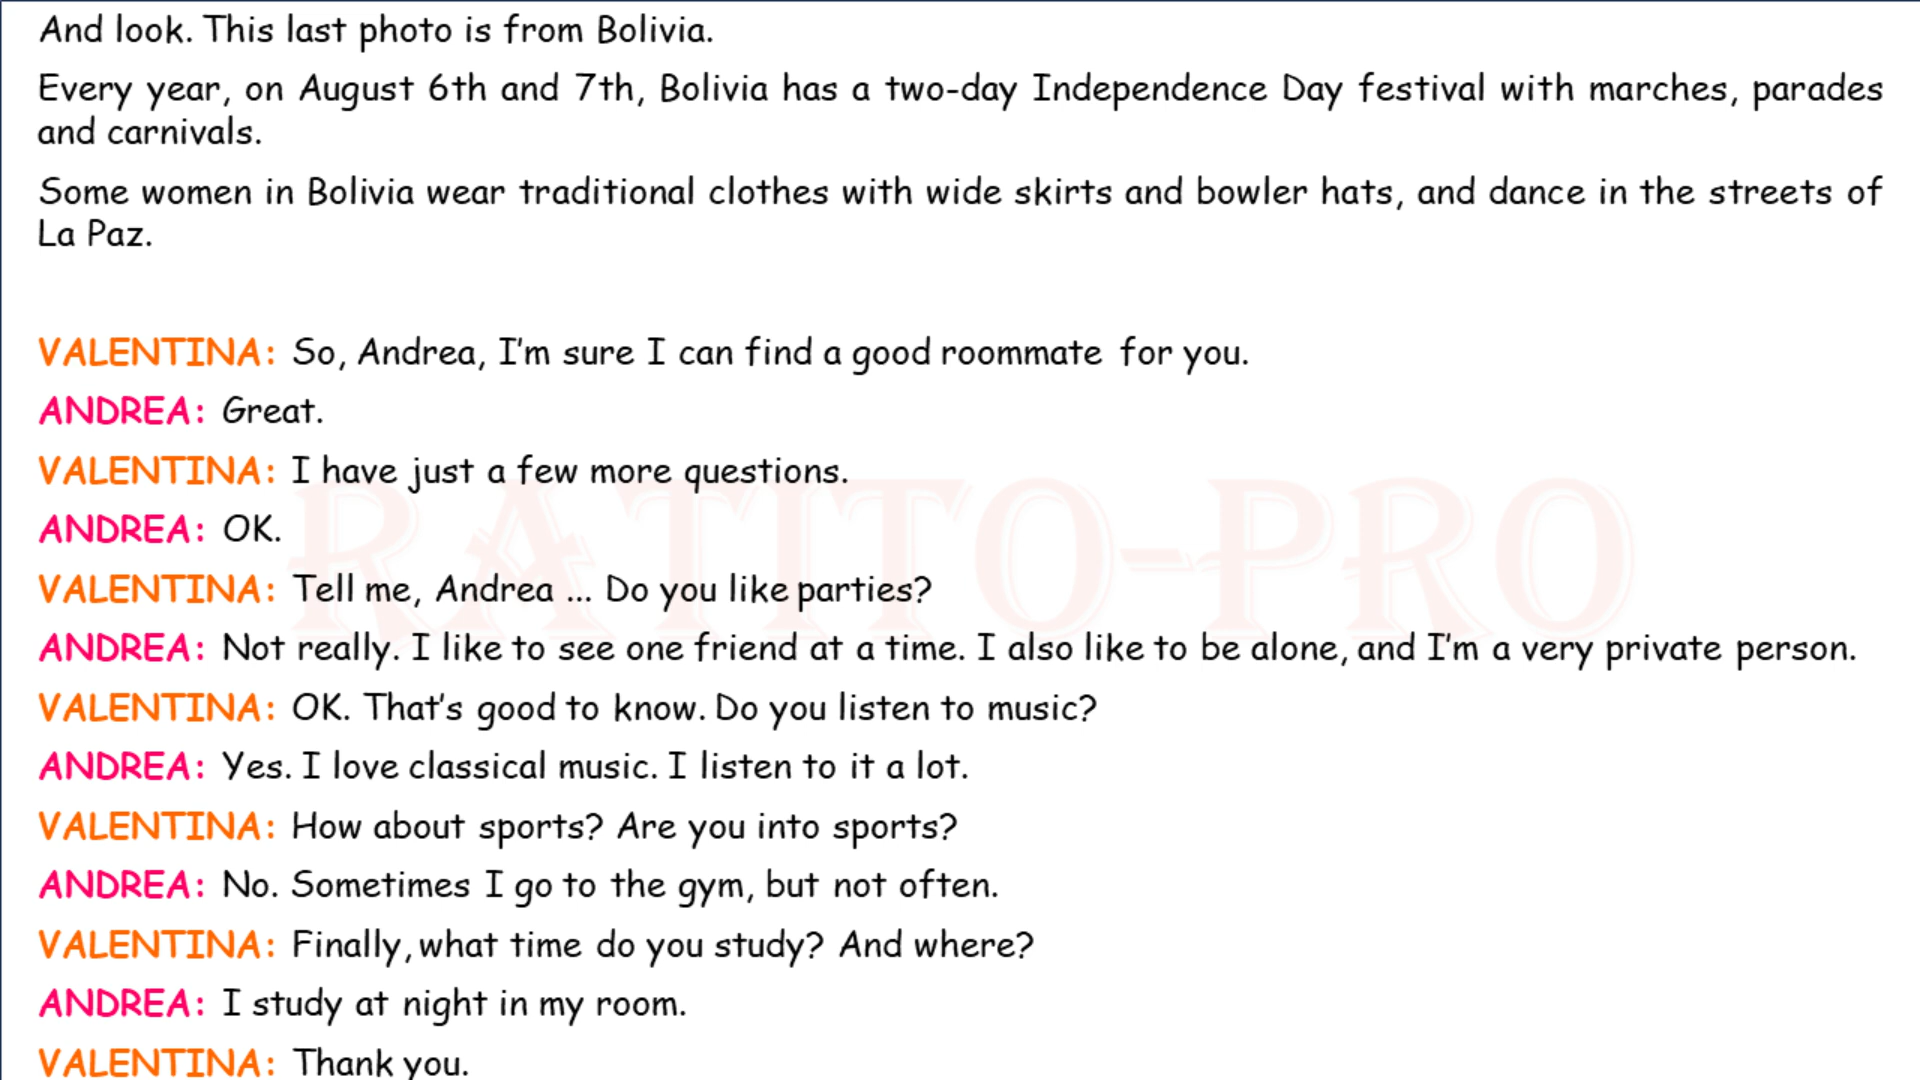 And look. This last photo is from Bolivia.
Every year, on August 6th and 7th, Bolivia has a two-day Independence Day festival with marches, parades
and carnivals.
Some women in Bolivia wear traditional clothes with wide skirts and bowler hats, and dance in the streets of
La Paz.
VALENTINA: So, Andrea, I'm sure I can find a good roommate for you.
ANDREA: Great.
VALENTINA: I have just a few more questions.
ANDREA: OK.
RATITO-PRO
VALENTINA: Tell me, Andrea ... Do you like parties?
ANDREA: Not really. I like to see one friend at a time. I also like to be alone, and I'm a very private person.
VALENTINA: OK. That's good to know. Do you listen to music?
ANDREA: Yes. I love classical music. I listen to it a lot.
VALENTINA: How about sports? Are you into sports?
ANDREA: No. Sometimes I go to the gym, but not often.
VALENTINA: Finally, what time do you study? And where?
ANDREA: I study at night in my room.
VALENTINA: Thank you.